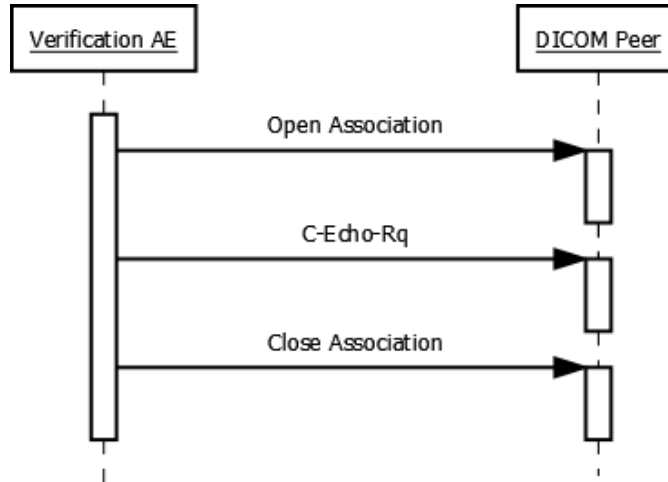 Verification AE
DICOM Peer
Open Association
C-Echo-Rq
Close Association